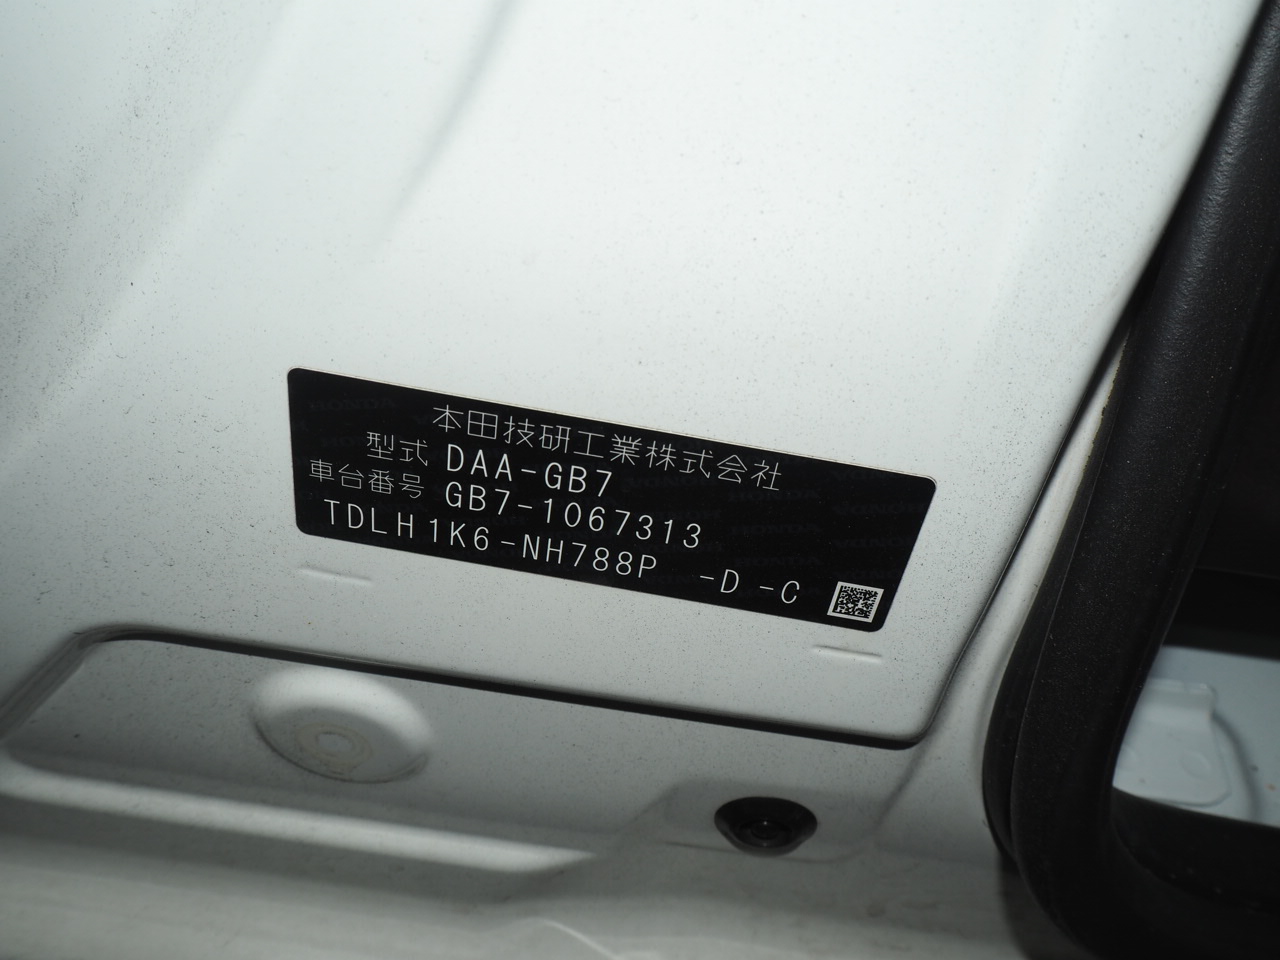 本田技研工業株式会社
型式 DAA-GB7
車台番号 GB7-1067313
TDLH1K6-NH788P -D -C